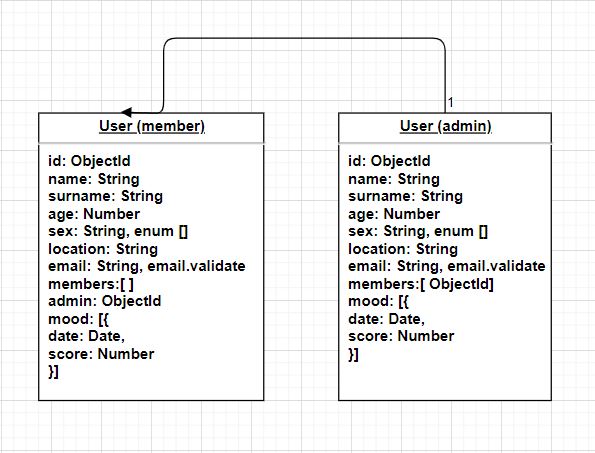 1
User (member)
id: ObjectId
name: String
surname: String
age: Number
sex: String, enum []
location: String
email: String, email.validate
members:[ ]
admin: ObjectId
mood: [{
date: Date,
score: Number
}]
User (admin)
id: ObjectId
name: String
surname: String
age: Number
sex: String, enum []
location: String
email: String, email.validate
members:[ ObjectId]
mood: [{
date: Date,
score: Number
}]